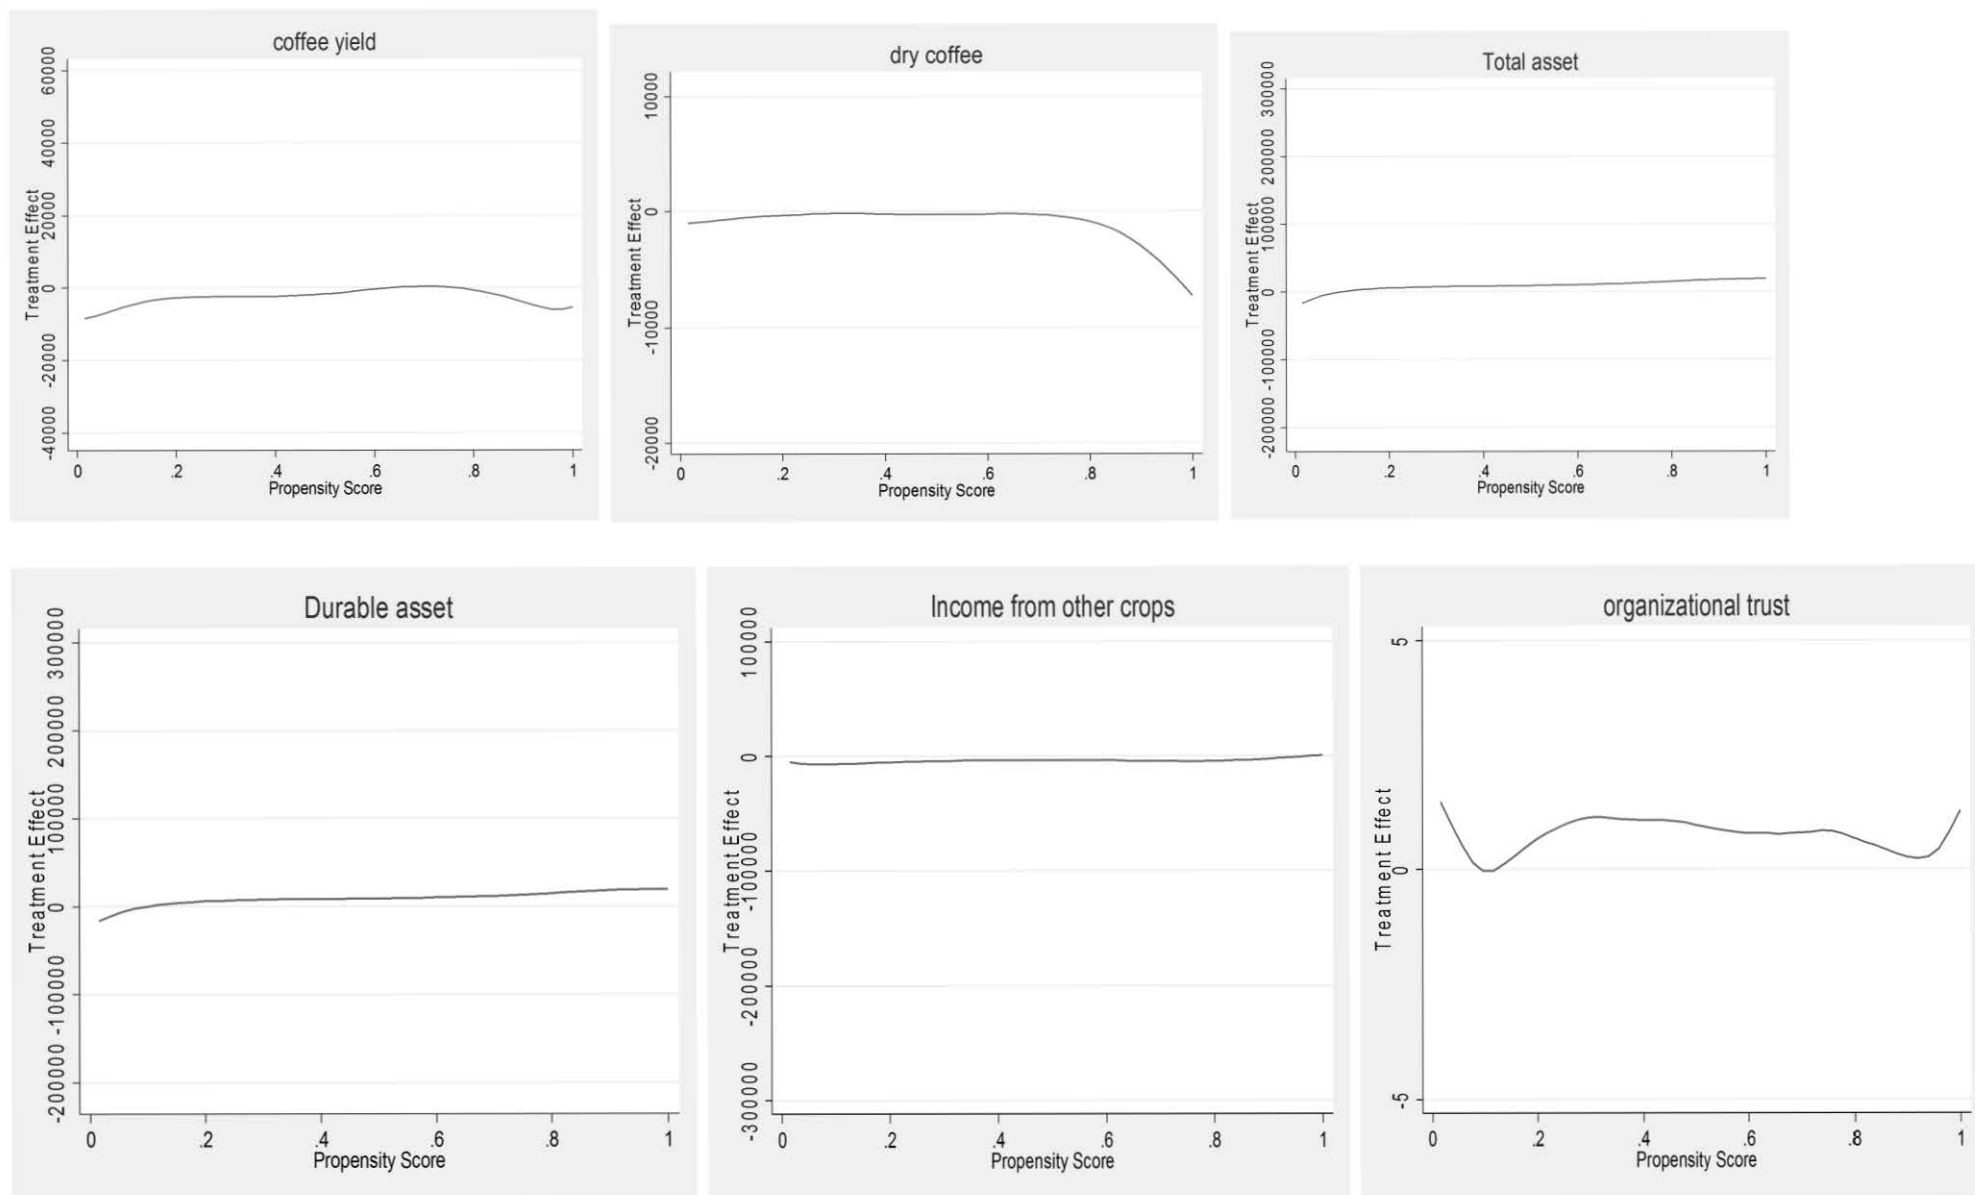 coffee yield
Treatment Effect
60000
40000
20000
0
-20000
-40000
0 .2 .4 .6 .8 1
Propensity Score
dry coffee
Treatment Effect
10000
0
-10000
-20000
0 .2 .4 .6 .8 1
Propensity Score
Total asset
Treatment Effect
300000
200000
100000
0
-100000
-200000
0 .2 .4 .6 .8 1
Propensity Score
Durable asset
Treatment Effect
300000
200000
100000
0
-100000
-200000
0 .2 .4 .6 .8 1
Propensity Score
Income from other crops
Treatment Effect
100000
0
-100000
-200000
-300000
0 .2 .4 .6 .8 1
Propensity Score
organizational trust
Treatment Effect
5
0
-5
0 .2 .4 .6 .8 1
Propensity Score